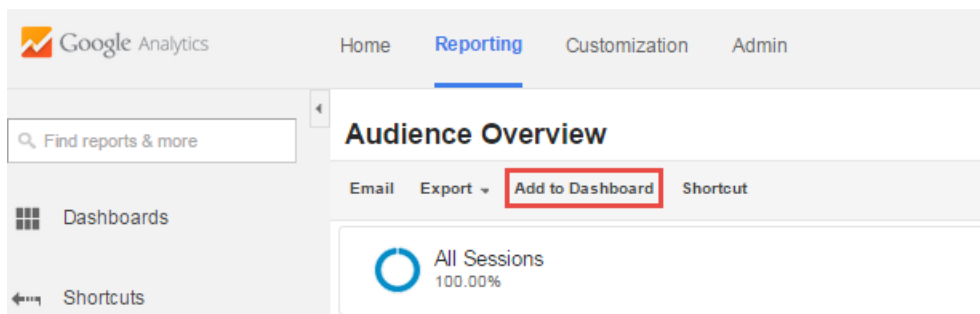 Google Analytics
Home Reporting Customization Admin
Find reports & more
Audience Overview
Email Export Add to Dashboard Shortcut
Dashboards
All Sessions
100.00%
Shortcuts